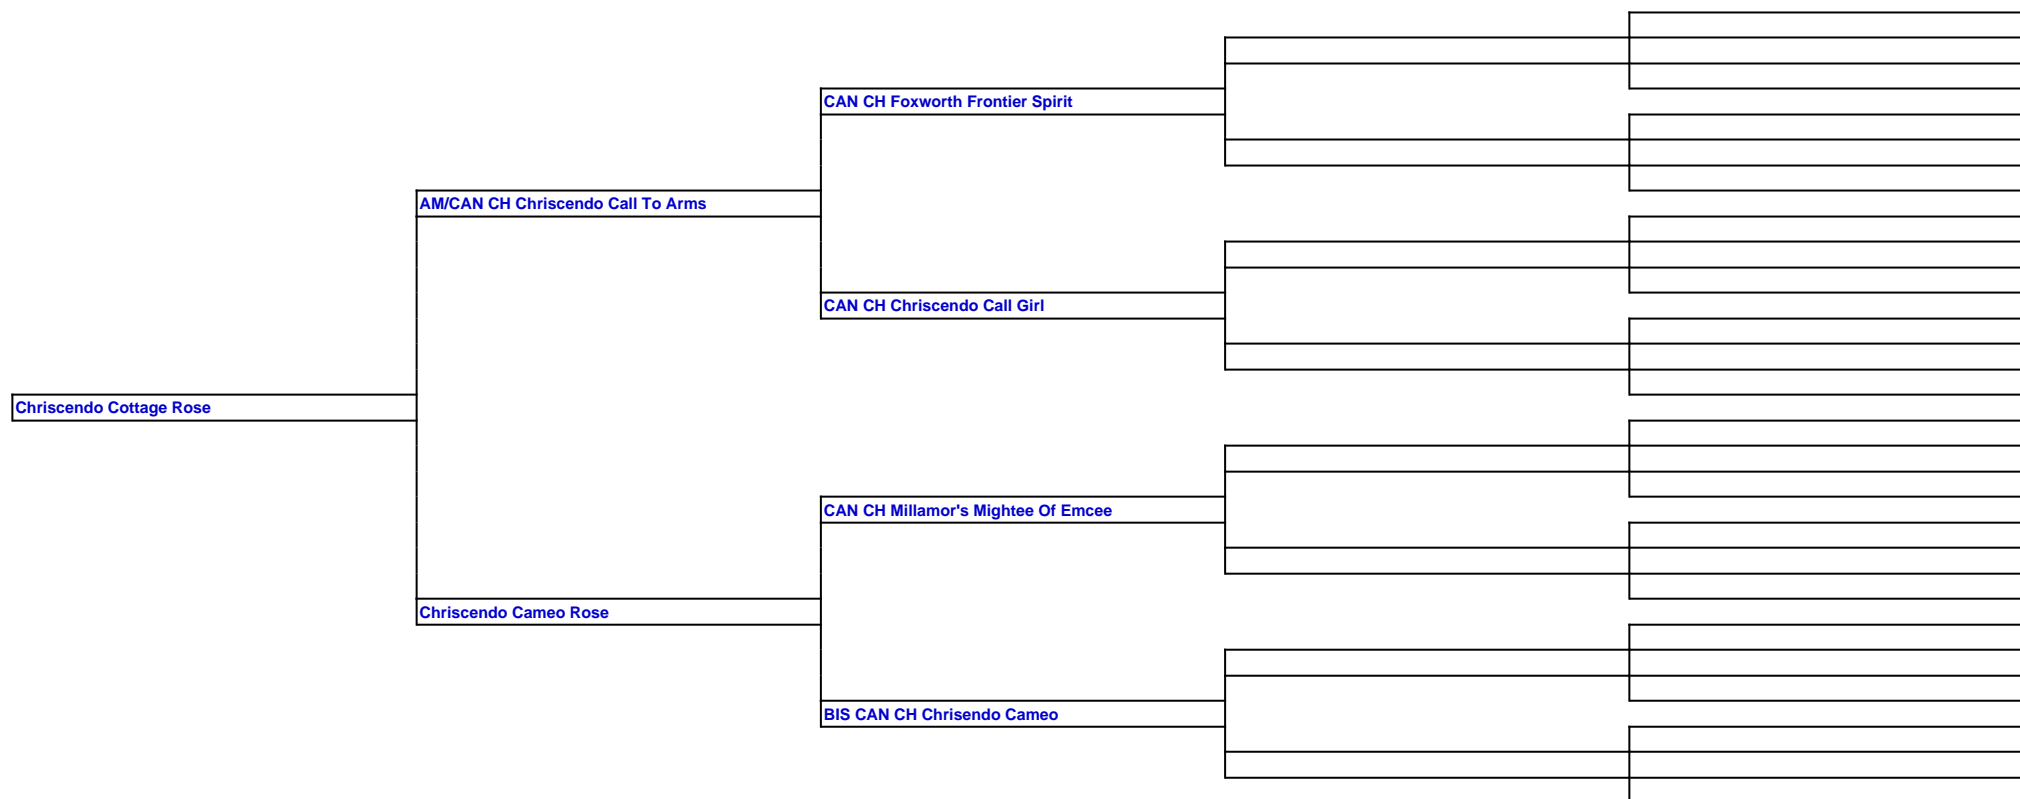 CAN CH Foxworth Frontier Spirit
AM/CAN CH Chriscendo Call To Arms
CAN CH Chriscendo Call Girl
Chriscendo Cottage Rose
CAN CH Millamor's Mightee Of Emcee
Chriscendo Cameo Rose
BIS CAN CH Chrisendo Cameo